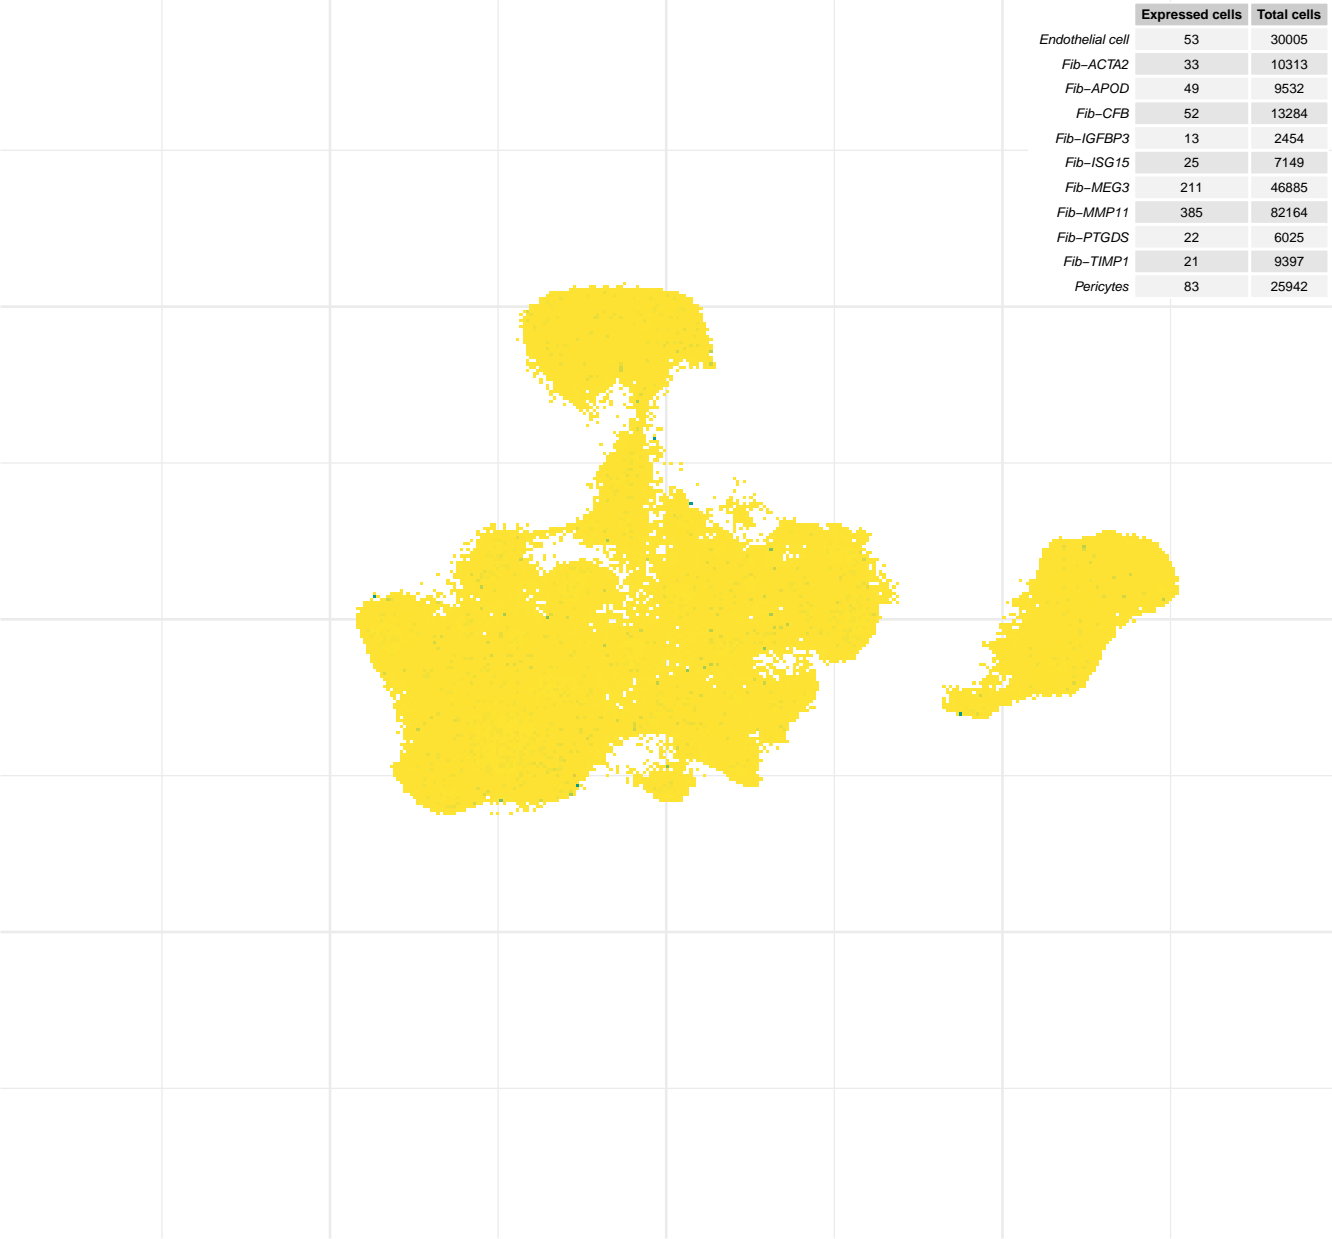 Expressed cells Total cells
Endothelial cell 53 30005
Fib−ACTA2 33 10313
Fib−APOD 49 9532
Fib−CFB 52 13284
Fib−IGFBP3 13 2454
Fib−ISG15 25 7149
Fib−MEG3 211 46885
Fib−MMP11 385 82164
Fib−PTGDS 22 6025
Fib−TIMP1 21 9397
Pericytes 83 25942